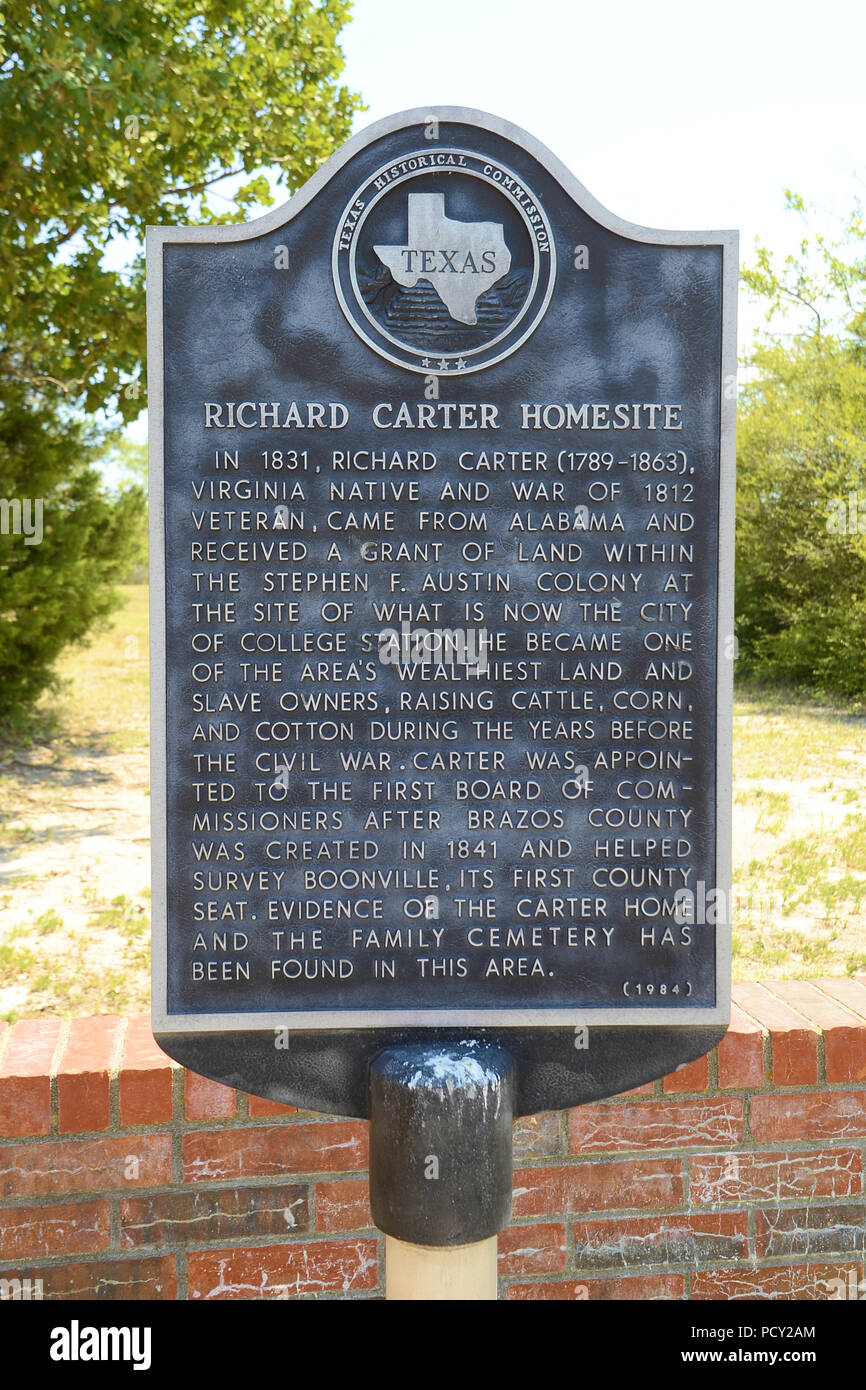 TEXAS HISTORICAL COMMISSION
TEXAS
RICHARD CARTER HOMESITE
IN 1831, RICHARD CARTER (1789-1863),
VIRGINIA NATIVE AND WAR OF 1812
VETERAN, CAME FROM ALABAMA AND
RECEIVED A GRANT OF LAND WITHIN
THE STEPHEN F. AUSTIN COLONY AT
THE SITE OF WHAT IS NOW THE CITY
OF COLLEGE STATION. HE BECAME ONE
OF THE AREA'S WEALTHIEST LAND AND
SLAVE OWNERS, RAISING CATTLE, CORN,
AND COTTON DURING THE YEARS BEFORE
THE CIVIL WAR. CARTER WAS APPOIN-
TED TO THE FIRST BOARD OF COM-
MISSIONERS AFTER BRAZOS COUNTY
WAS CREATED IN 1841 AND HELPED
SURVEY BOONVILLE, ITS FIRST COUNTY
SEAT. EVIDENCE OF THE CARTER HOME
AND THE FAMILY CEMETERY HAS
BEEN FOUND IN THIS AREA.
(1984)
alamy
alamy
a
alamy stock photo
Image ID: PCY2AM
www.alamy.com